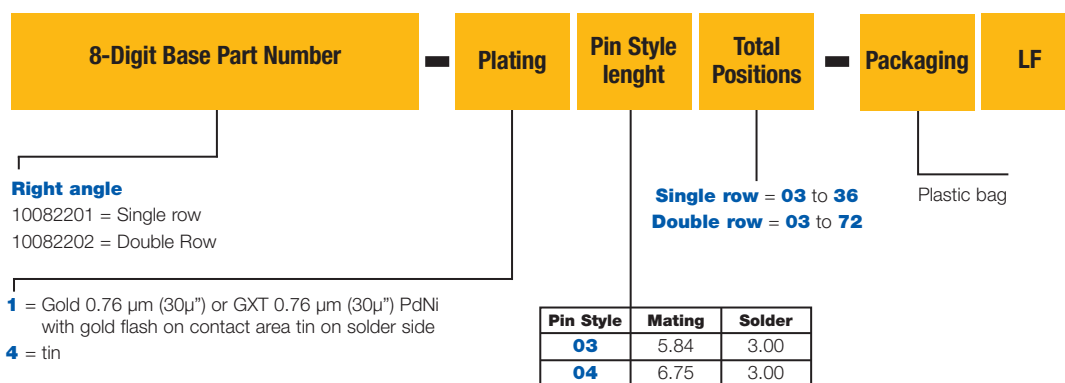 8-Digit Base Part Number
Plating
Pin Style
lenght
Total
Positions
Packaging
LF
Right angle
10082201 = Single row
10082202 = Double Row
Single row = 03 to 36
Double row = 03 to 72
Plastic bag
1 = Gold 0.76 µm (30µ”) or GXT 0.76 µm (30µ”) PdNi
with gold flash on contact area tin on solder side
4 = tin
Pin Style Mating Solder
03 5.84 3.00
04 6.75 3.00